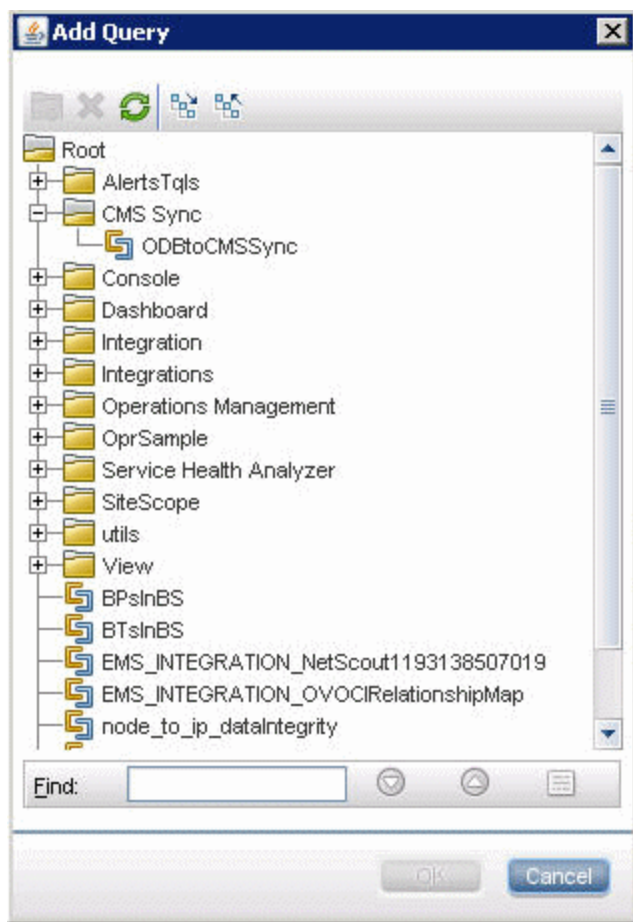 Add Query
Root
AlertsTqls
CMS Sync
ODBtoCMSSync
Console
Dashboard
Integration
Integrations
Operations Management
OprSample
Service Health Analyzer
SiteScope
utils
View
BPsInBS
BTsInBS
EMS_INTEGRATION_NetScout1193138507019
EMS_INTEGRATION_OVOCIRelationshipMap
node_to_ip_dataIntegrity
Find:
OK Cancel